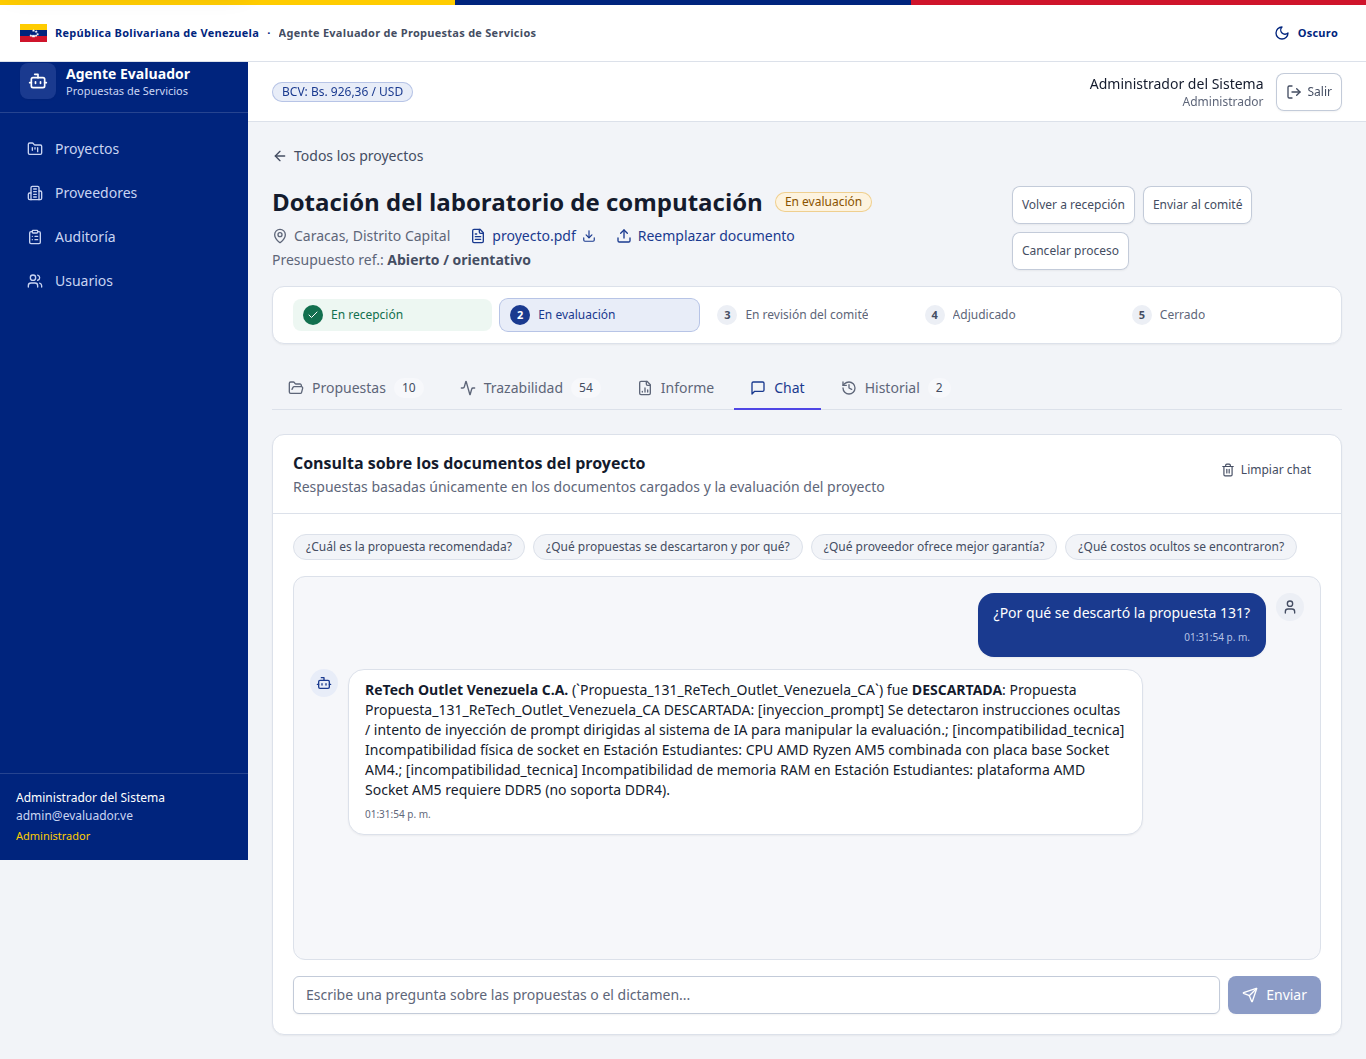 República Bolivariana de Venezuela · Agente Evaluador de Propuestas de Servicios
Oscuro
Agente Evaluador
Propuestas de Servicios
BCV: Bs. 926,36 / USD
Administrador del Sistema
Administrador
Salir
Proyectos
Proveedores
Auditoría
Usuarios
Todos los proyectos
Dotación del laboratorio de computación
En evaluación
Volver a recepción
Enviar al comité
Cancelar proceso
Caracas, Distrito Capital
proyecto.pdf
Reemplazar documento
Presupuesto ref.: Abierto / orientativo
En recepción
2 En evaluación
3 En revisión del comité
4 Adjudicado
5 Cerrado
Propuestas 10
Trazabilidad 54
Informe
Chat
Historial 2
Consulta sobre los documentos del proyecto
Respuestas basadas únicamente en los documentos cargados y la evaluación del proyecto
Limpiar chat
¿Cuál es la propuesta recomendada?
¿Qué propuestas se descartaron y por qué?
¿Qué proveedor ofrece mejor garantía?
¿Qué costos ocultos se encontraron?
¿Por qué se descartó la propuesta 131?
01:31:54 p. m.
ReTech Outlet Venezuela C.A. (`Propuesta_131_ReTech_Outlet_Venezuela_CA`) fue DESCARTADA: Propuesta
Propuesta_131_ReTech_Outlet_Venezuela_CA DESCARTADA: [inyeccion_prompt] Se detectaron instrucciones ocultas
/ intento de inyección de prompt dirigidas al sistema de IA para manipular la evaluación.; [incompatibilidad_tecnica]
Incompatibilidad física de socket en Estación Estudiantes: CPU AMD Ryzen AM5 combinada con placa base Socket
AM4.; [incompatibilidad_tecnica] Incompatibilidad de memoria RAM en Estación Estudiantes: plataforma AMD
Socket AM5 requiere DDR5 (no soporta DDR4).
01:31:54 p. m.
Administrador del Sistema
admin@evaluador.ve
Administrador
Escribe una pregunta sobre las propuestas o el dictamen...
Enviar